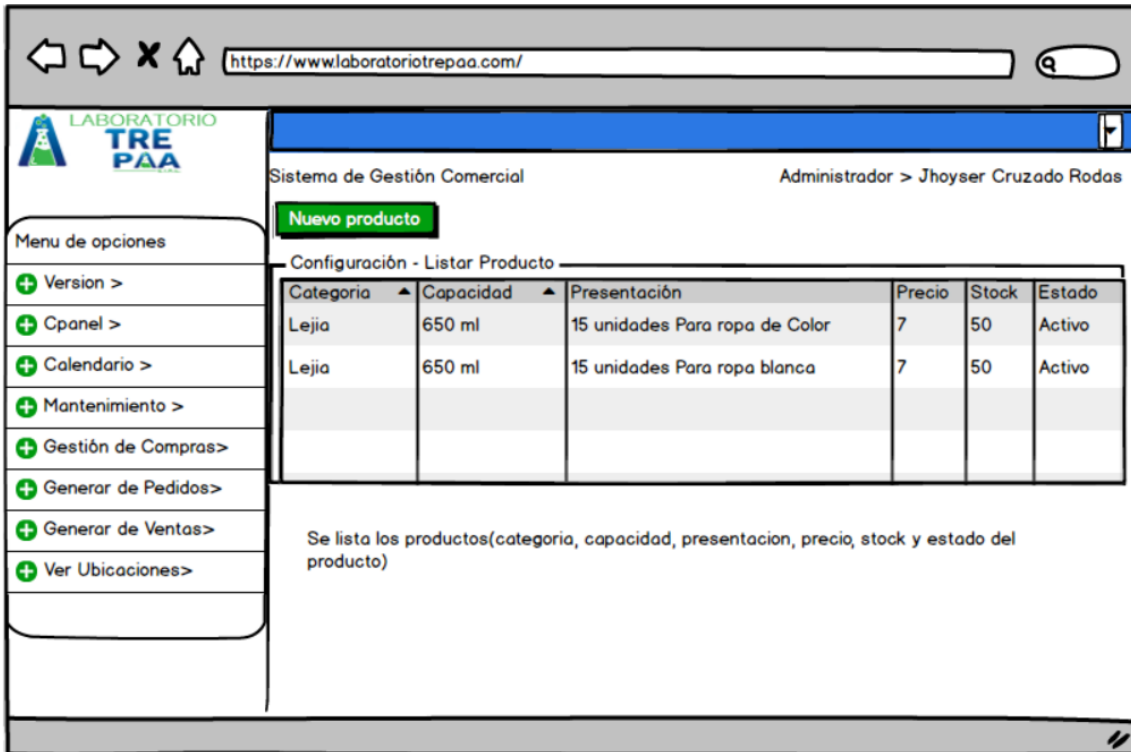 https://www.laboratoriotrepaa.com/
LABORATORIO
TRE
PAA
Sistema de Gestión Comercial
Administrador > Jhoyser Cruzado Rodas
Nuevo producto
Menu de opciones
Version >
Cpanel >
Calendario >
Mantenimiento >
Gestión de Compras>
Generar de Pedidos>
Generar de Ventas>
Ver Ubicaciones>
Configuración - Listar Producto
Categoria Capacidad Presentación Precio Stock Estado
Lejia 650 ml 15 unidades Para ropa de Color 7 50 Activo
Lejia 650 ml 15 unidades Para ropa blanca 7 50 Activo
Se lista los productos(categoria, capacidad, presentacion, precio, stock y estado del
producto)